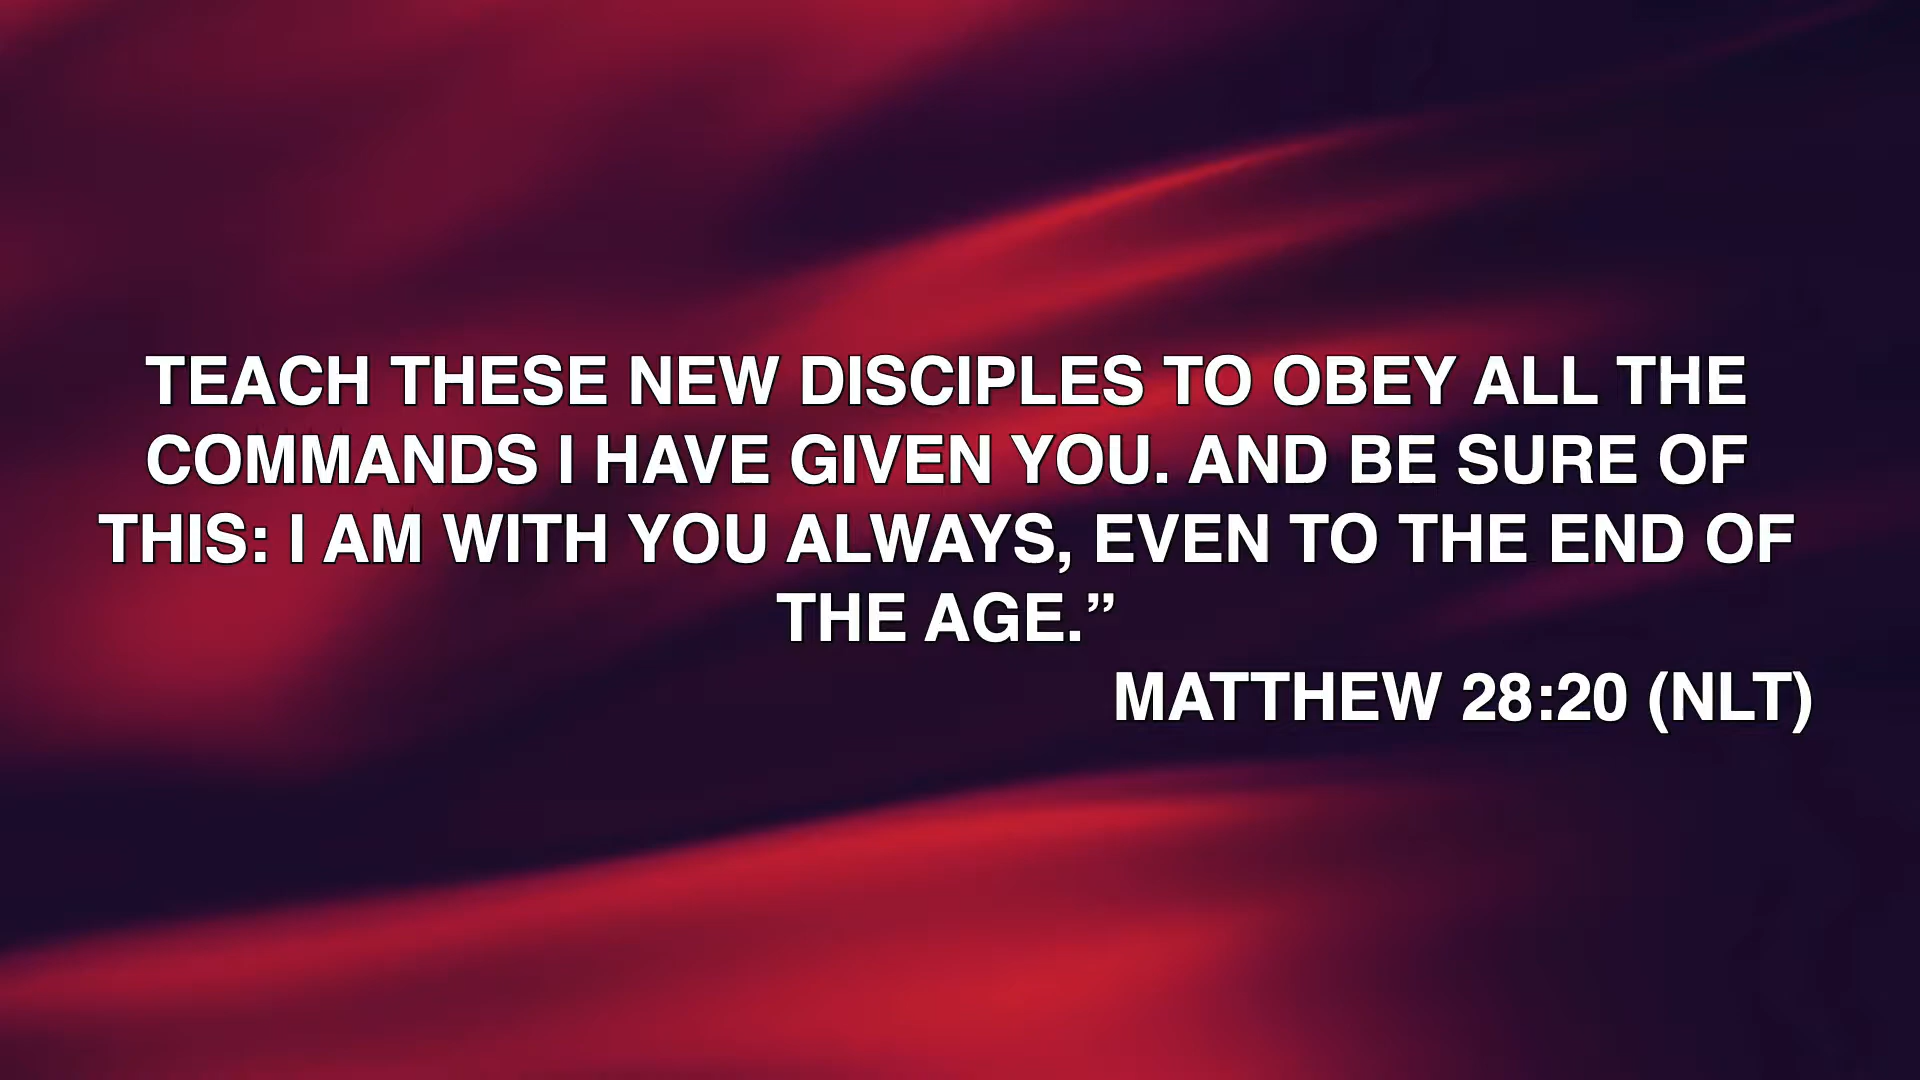 TEACH THESE NEW DISCIPLES TO OBEY ALL THE
COMMANDS I HAVE GIVEN YOU. AND BE SURE OF
THIS: I AM WITH YOU ALWAYS, EVEN TO THE END OF
THE AGE.”
MATTHEW 28:20 (NLT)